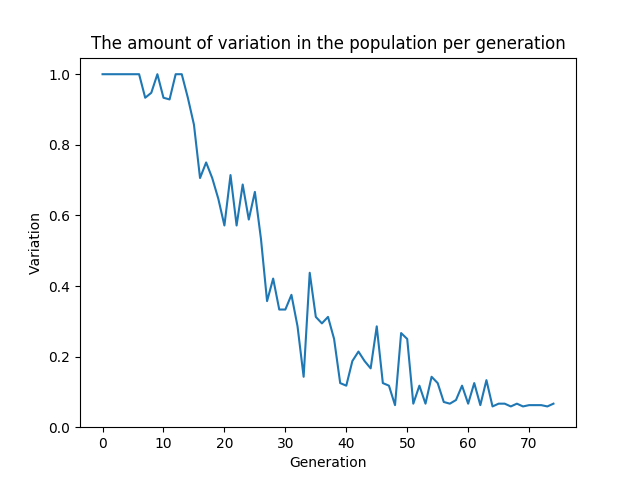 The amount of variation in the population per generation
1.0
0.8
0.6
0.4
0.2
0.0
Variation
0 10 20 30 40 50 60 70
Generation